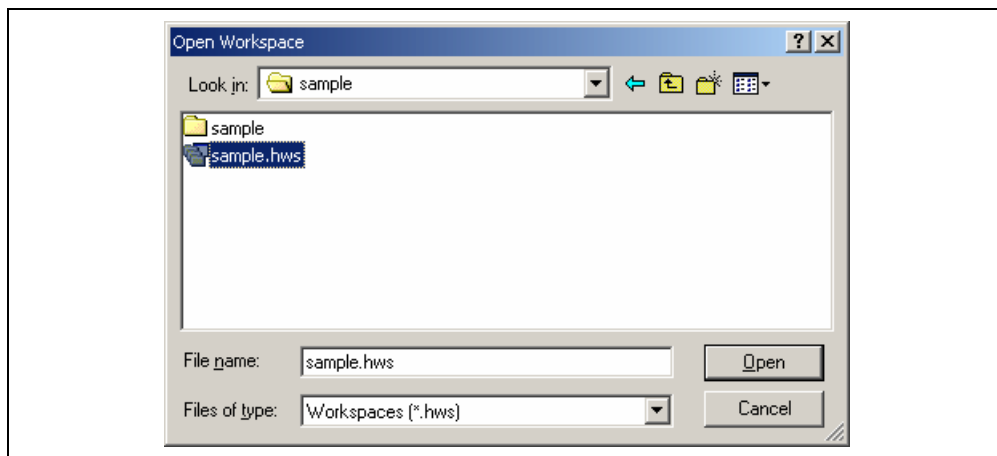 Open Workspace
Look in: sample
sample
sample.hws
File name: sample.hws Open
Files of type: Workspaces (*.hws) Cancel